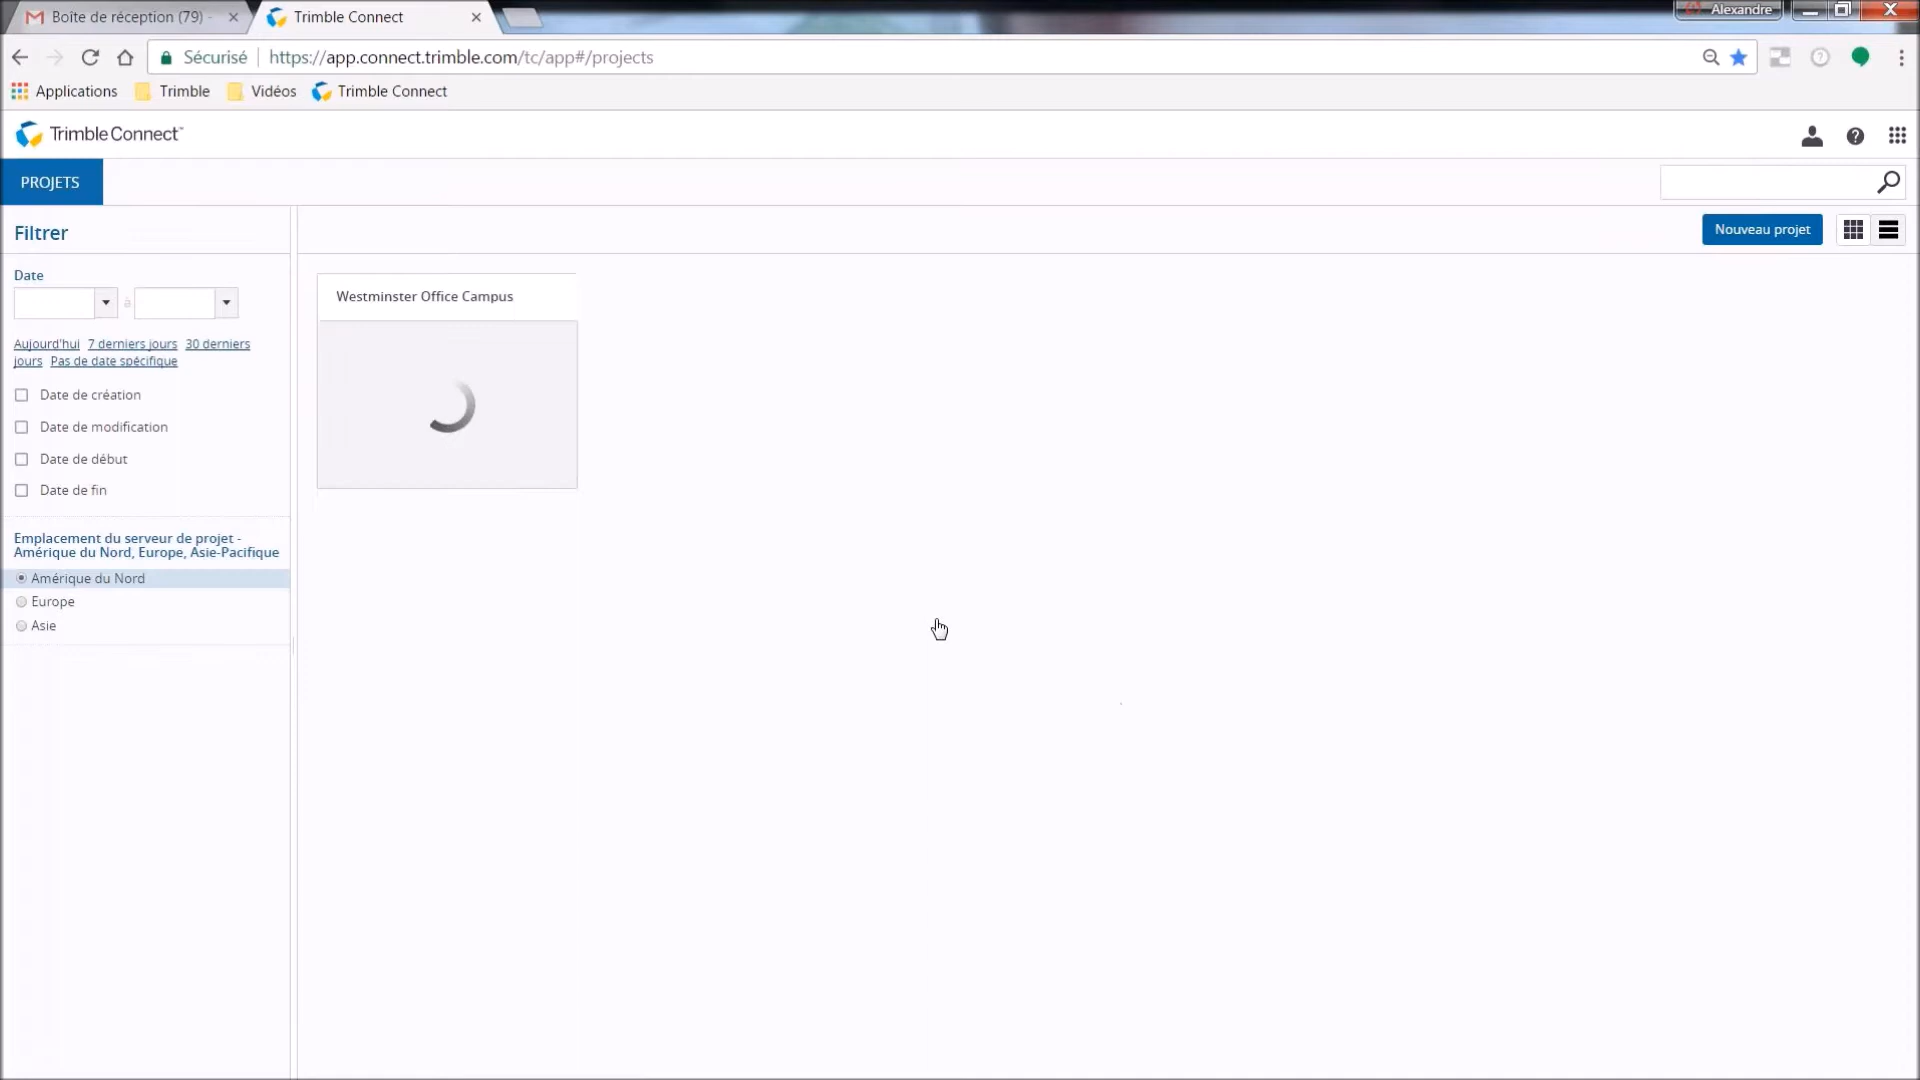 Boîte de réception (79) -
Trimble Connect
Alexandre
Sécurisé
https://app.connect.trimble.com/tc/app#/projects
Applications
Trimble
Vidéos
Trimble Connect
Trimble Connect™
PROJETS
Filtrer
Nouveau projet
Date
à
Aujourd'hui 7 derniers jours 30 derniers
jours Pas de date spécifique
Date de création
Date de modification
Date de début
Date de fin
Emplacement du serveur de projet -
Amérique du Nord, Europe, Asie-Pacifique
Amérique du Nord
Europe
Asie
Westminster Office Campus